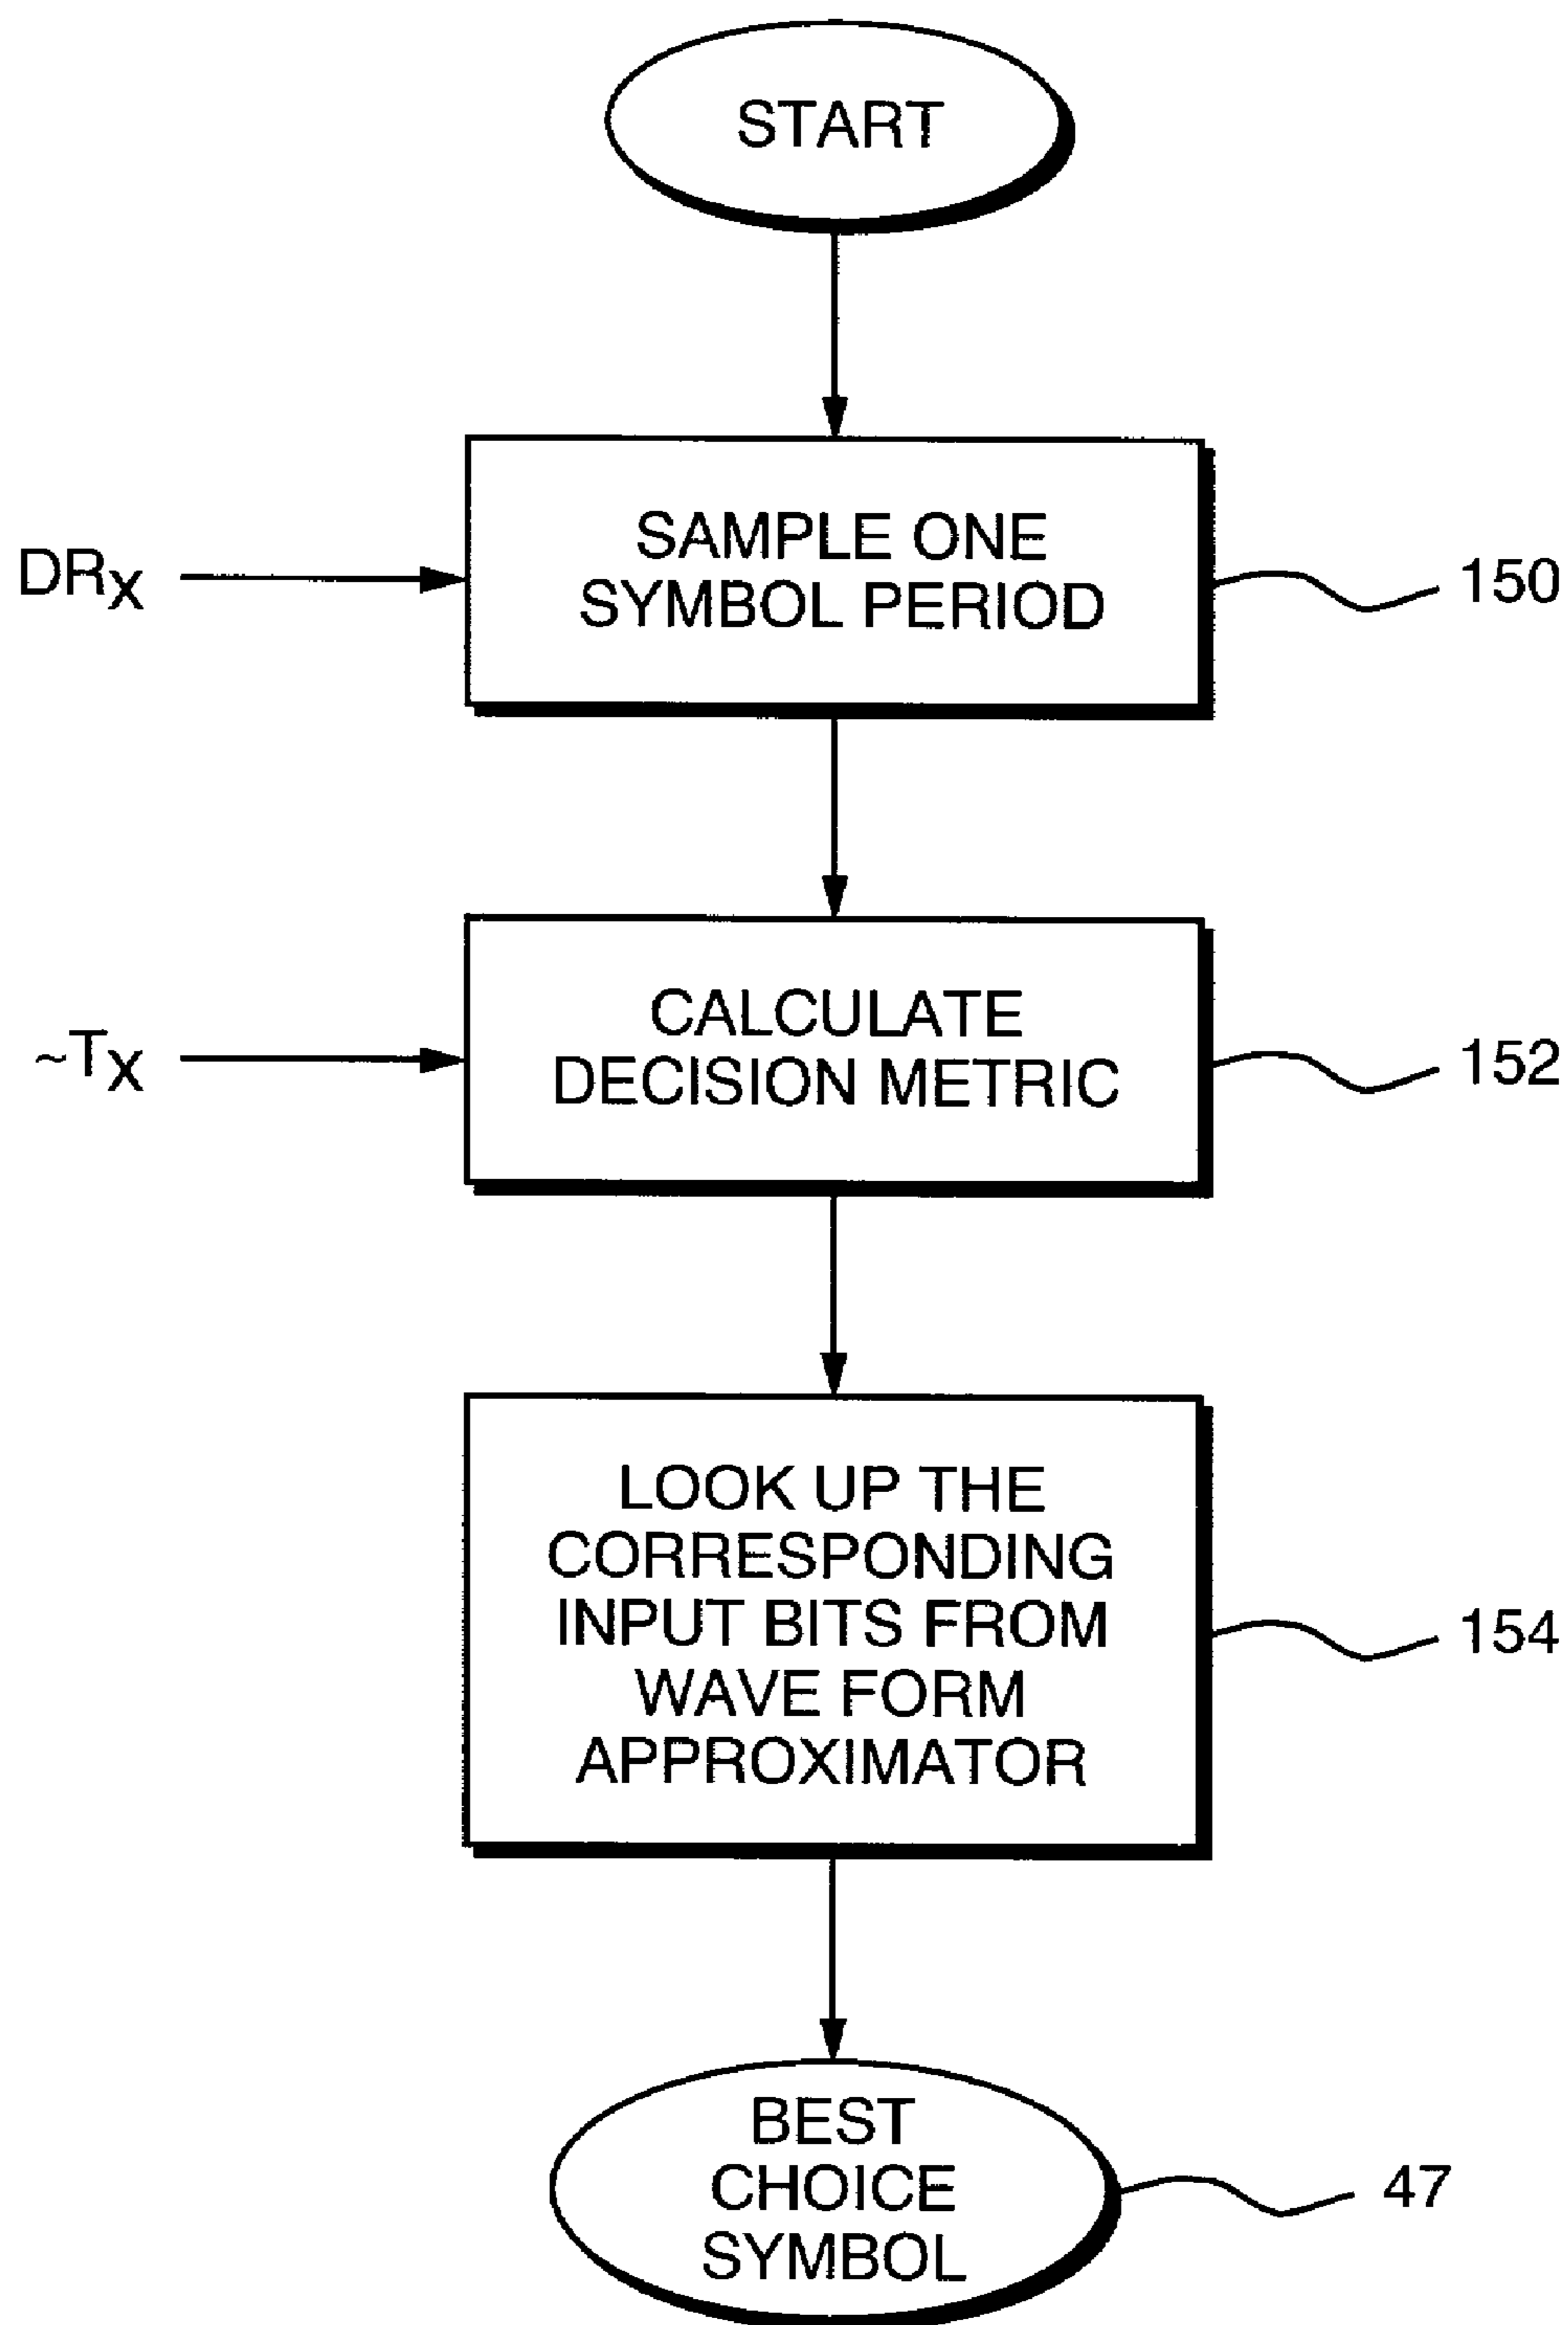 START
SAMPLE ONE
SYMBOL PERIOD
DRX
150
CALCULATE
DECISION METRIC
~TX
152
LOOK UP THE
CORRESPONDING
INPUT BITS FROM
WAVE FORM
APPROXIMATOR
154
BEST
CHOICE
SYMBOL
47